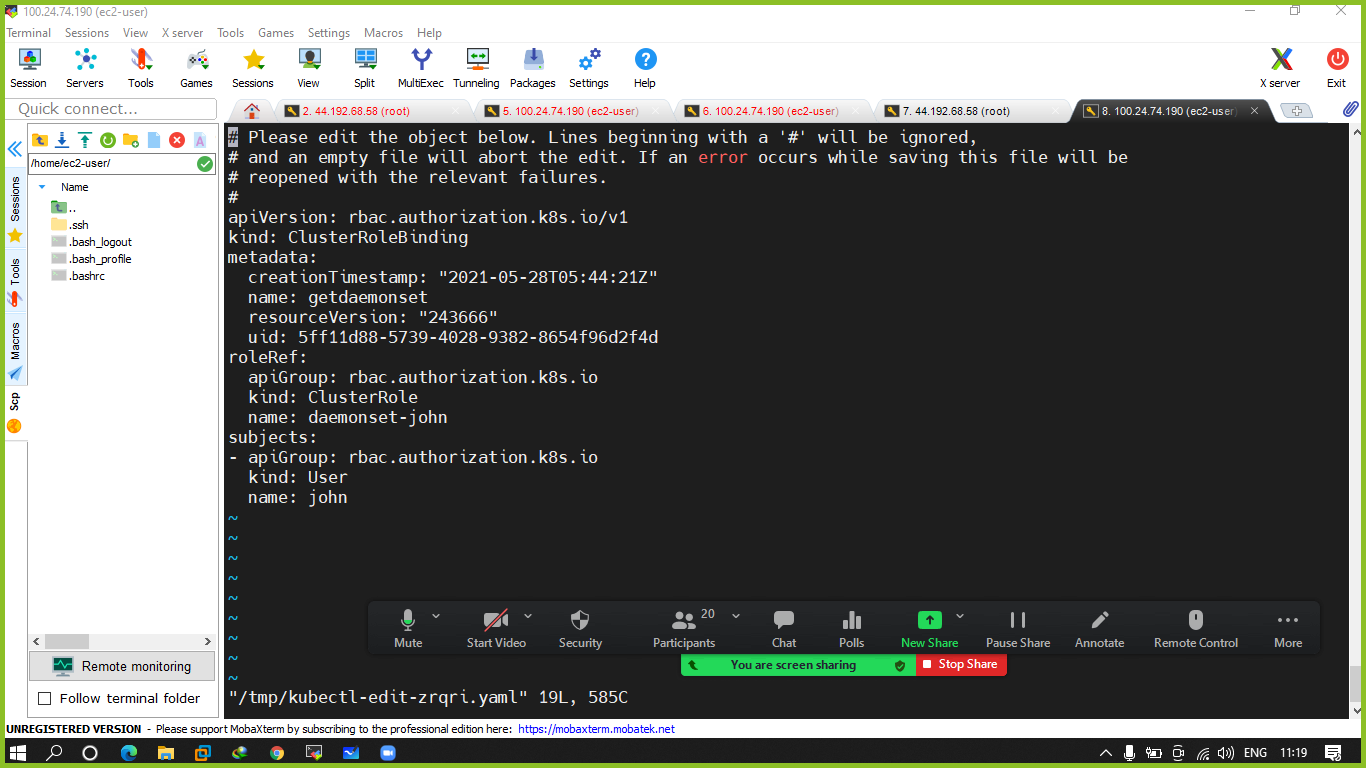 100.24.74.190 (ec2-user)
Terminal Sessions View X server Tools Games Settings Macros Help
Session Servers Tools Games Sessions View Split MultiExec Tunneling Packages Settings Help X server Exit
Quick connect...
2. 44.192.68.58 (root) 5. 100.24.74.190 (ec2-user) 6. 100.24.74.190 (ec2-user) 7. 44.192.68.58 (root) 8. 100.24.74.190 (ec2-user
/home/ec2-user/
Name
..
.ssh
.bash_logout
.bash_profile
.bashrc
Sessions
Tools
Macros
Scp
# Please edit the object below. Lines beginning with a '#' will be ignored,
# and an empty file will abort the edit. If an error occurs while saving this file will be
# reopened with the relevant failures.
#
apiVersion: rbac.authorization.k8s.io/v1
kind: ClusterRoleBinding
metadata:
  creationTimestamp: "2021-05-28T05:44:21Z"
  name: getdaemonset
  resourceVersion: "243666"
  uid: 5ff11d88-5739-4028-9382-8654f96d2f4d
roleRef:
  apiGroup: rbac.authorization.k8s.io
  kind: ClusterRole
  name: daemonset-john
subjects:
- apiGroup: rbac.authorization.k8s.io
  kind: User
  name: john
~
~
~
~
~
~
~
~
~
"/tmp/kubectl-edit-zrqri.yaml" 19L, 585C
20
Mute Start Video Security Participants Chat Polls New Share Pause Share Annotate Remote Control More
You are screen sharing Stop Share
Remote monitoring
Follow terminal folder
UNREGISTERED VERSION - Please support MobaXterm by subscribing to the professional edition here: https://mobaxterm.mobatek.net
ENG 11:19